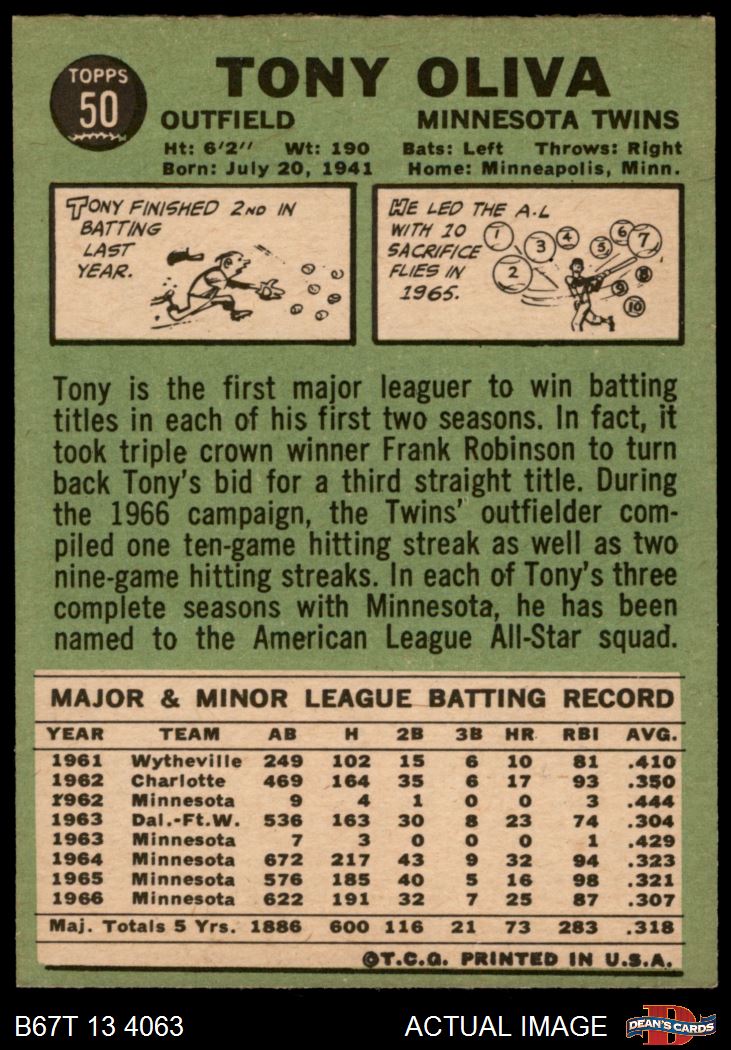 TOPPS
50
TONY OLIVA
OUTFIELD MINNESOTA TWINS
Ht: 6'2" Wt: 190 Bats: Left Throws: Right
Born: July 20, 1941 Home: Minneapolis, Minn.
TONY FINISHED 2ND IN
BATTING
LAST
YEAR.
HE LED THE A.L
WITH 10
SACRIFICE
FLIES IN
1965.
1 2 3 4 5 6 7 8 9 10
Tony is the first major leaguer to win batting
titles in each of his first two seasons. In fact, it
took triple crown winner Frank Robinson to turn
back Tony's bid for a third straight title. During
the 1966 campaign, the Twins' outfielder com-
piled one ten-game hitting streak as well as two
nine-game hitting streaks. In each of Tony's three
complete seasons with Minnesota, he has been
named to the American League All-Star squad.
MAJOR & MINOR LEAGUE BATTING RECORD
YEAR TEAM AB H 2B 3B HR RBI AVG.
1961 Wytheville 249 102 15 6 10 81 .410
1962 Charlotte 469 164 35 6 17 93 .350
1962 Minnesota 9 4 1 0 0 3 .444
1963 Dal.-Ft.W. 536 163 30 8 23 74 .304
1963 Minnesota 7 3 0 0 0 1 .429
1964 Minnesota 672 217 43 9 32 94 .323
1965 Minnesota 576 185 40 5 16 98 .321
1966 Minnesota 622 191 32 7 25 87 .307
Maj. Totals 5 Yrs. 1886 600 116 21 73 283 .318
©T.C.G. PRINTED IN U.S.A.
B67T 13 4063 ACTUAL IMAGE D DEAN'S CARDS